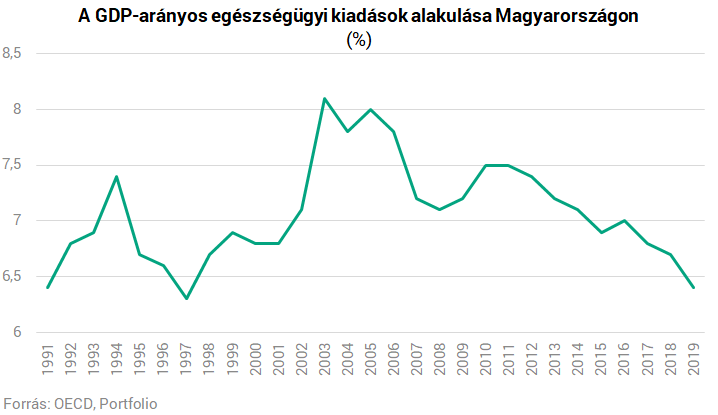 A GDP-arányos egészségügyi kiadások alakulása Magyarországon
(%)
8,5
8
7,5
7
6,5
6
1991 1992 1993 1994 1995 1996 1997 1998 1999 2000 2001 2002 2003 2004 2005 2006 2007 2008 2009 2010 2011 2012 2013 2014 2015 2016 2017 2018 2019
Forrás: OECD, Portfolio